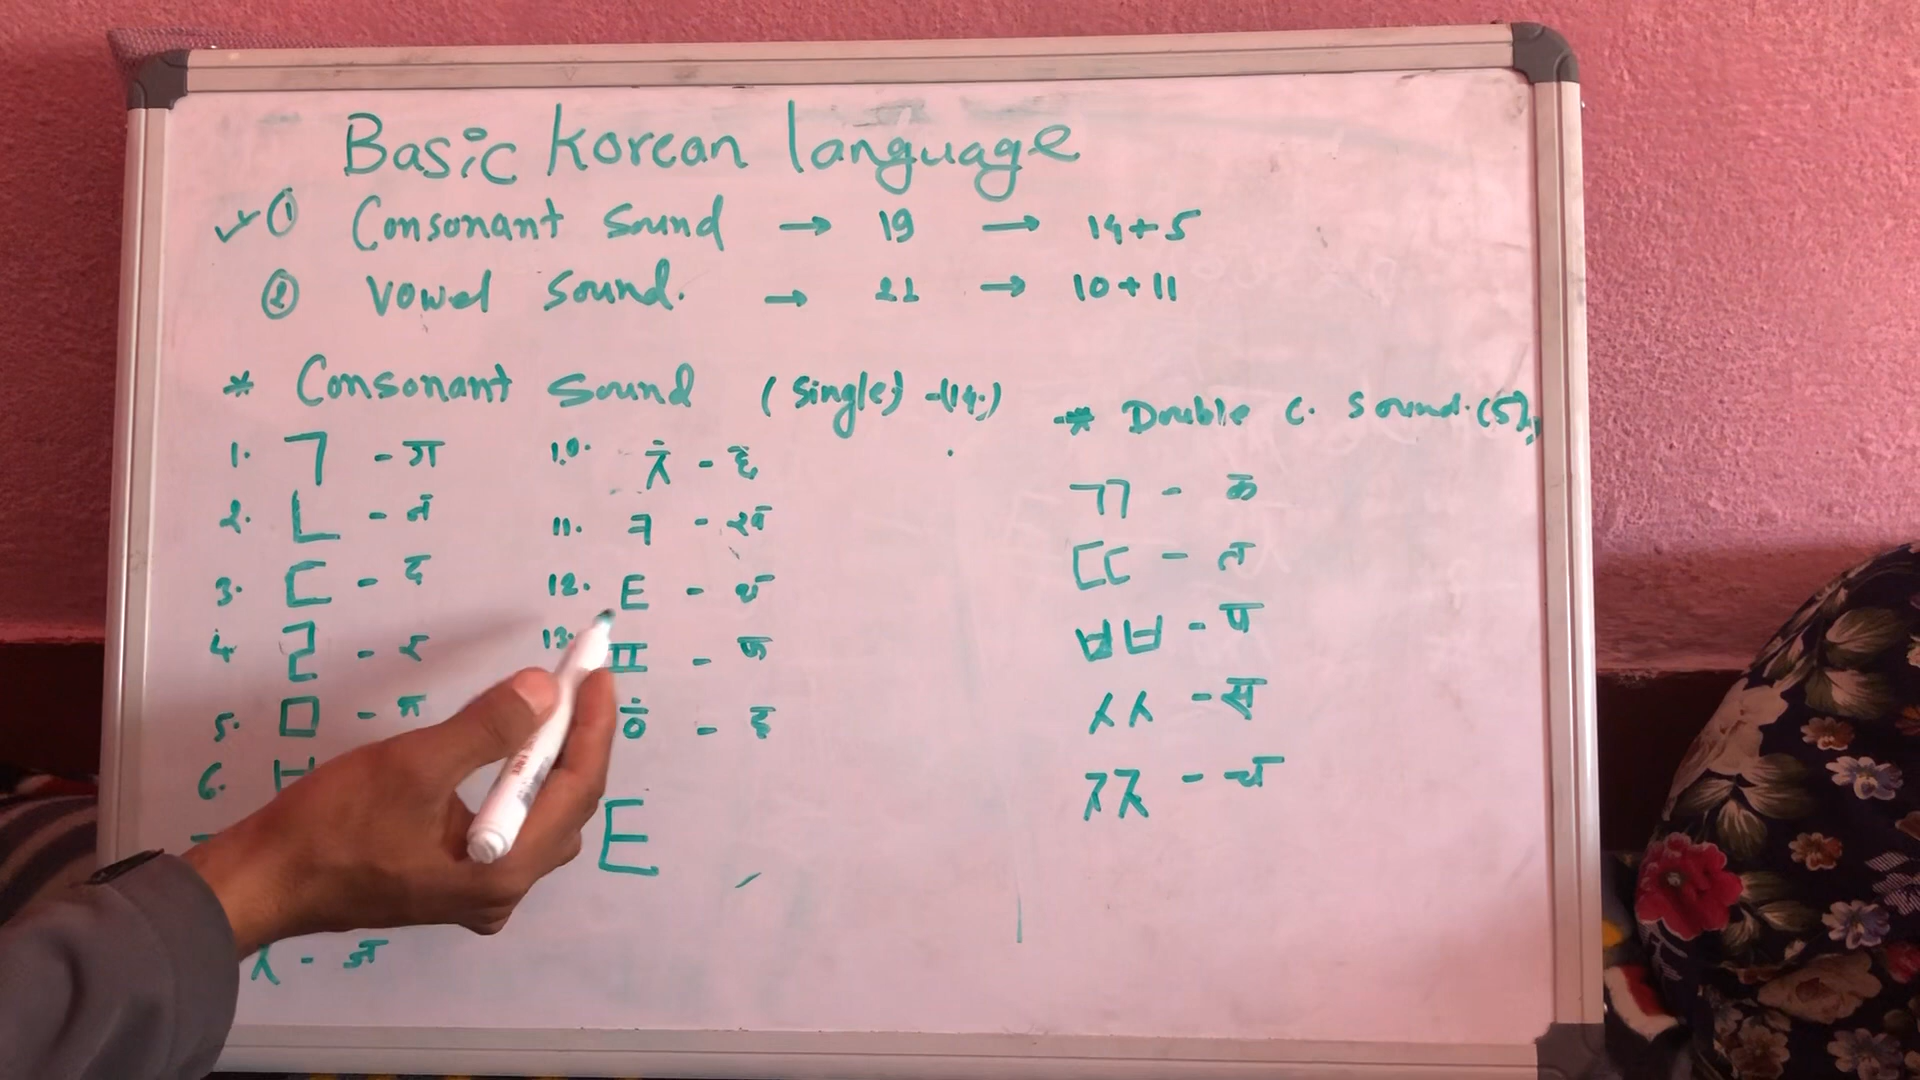 Basic Korean language
✓ ① Consonant Sound → 19 → 14+5
② Vowel Sound. → 21 → 10+11
* Consonant Sound (Single) -(14.)
1. ㄱ - ग
2. ㄴ - न
3. ㄷ - द
4. ㄹ - र
5. ㅁ - म
6. ㅂ
ㅈ - ज
10. ㅊ - छ
11. ㅋ - ख
12. ㅌ - थ
13. ㅍ - फ
ㅎ - ह
E
* Double C. Sound. (5)
ㄲ - क
ㄸ - त
ㅃ - प
ㅆ - स
ㅉ - च